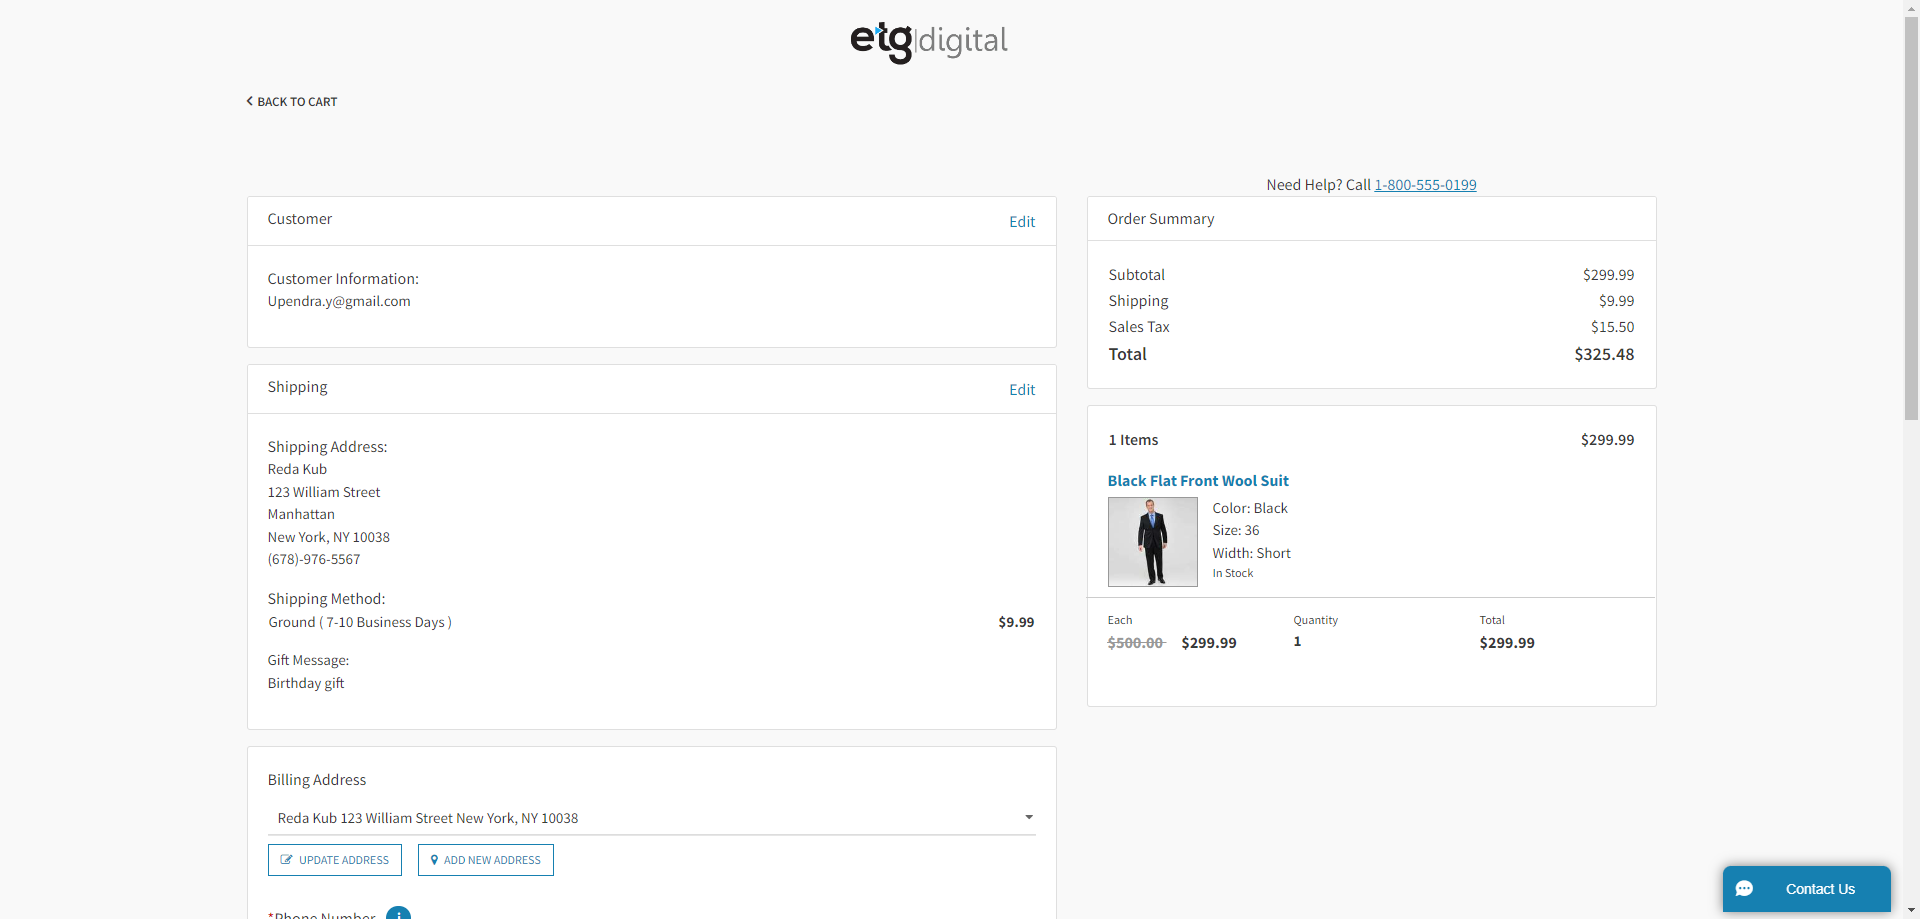 etg|digital
BACK TO CART
Need Help? Call 1-800-555-0199
Customer
Edit
Customer Information:
Upendra.y@gmail.com
Shipping
Edit
Shipping Address:
Reda Kub
123 William Street
Manhattan
New York, NY 10038
(678)-976-5567
Shipping Method:
Ground ( 7-10 Business Days )
$9.99
Gift Message:
Birthday gift
Billing Address
Reda Kub 123 William Street New York, NY 10038
UPDATE ADDRESS
ADD NEW ADDRESS
*Phone Number
Order Summary
Subtotal $299.99
Shipping $9.99
Sales Tax $15.50
Total $325.48
1 Items $299.99
Black Flat Front Wool Suit
Color: Black
Size: 36
Width: Short
In Stock
Each Quantity Total
$500.00 $299.99 1 $299.99
Contact Us